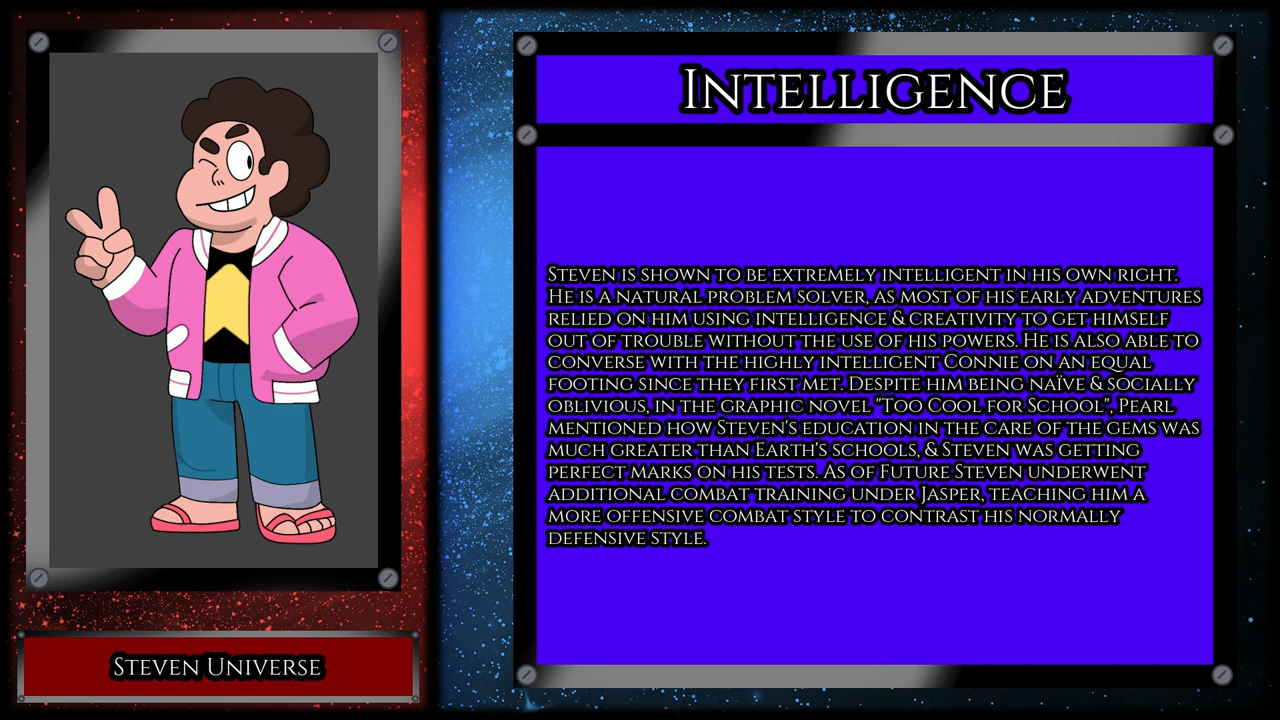 Intelligence
Steven is shown to be extremely intelligent in his own right.
He is a natural problem solver, as most of his early adventures
relied on him using intelligence & creativity to get himself
out of trouble without the use of his powers. He is also able to
converse with the highly intelligent Connie on an equal
footing since they first met. Despite him being naïve & socially
oblivious, in the graphic novel "Too Cool for School", Pearl
mentioned how Steven's education in the care of the gems was
much greater than Earth's schools, & Steven was getting
perfect marks on his tests. As of Future Steven underwent
additional combat training under Jasper, teaching him a
more offensive combat style to contrast his normally
defensive style.
Steven Universe